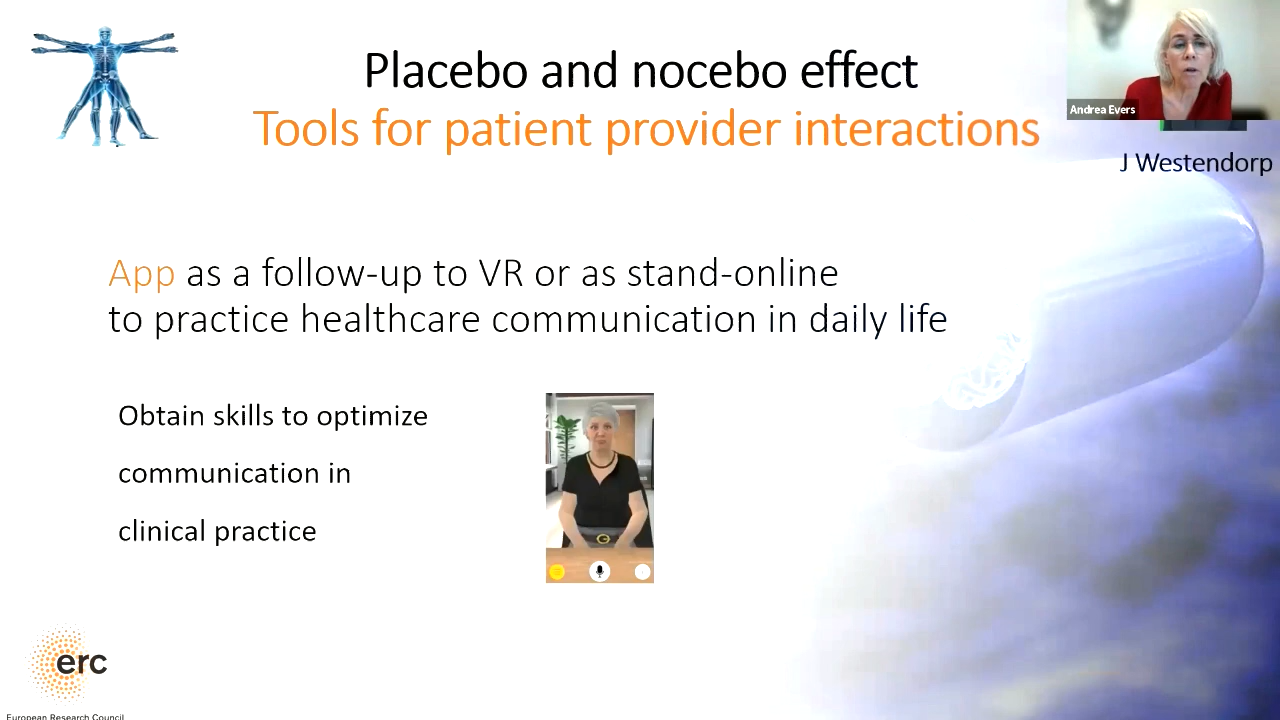 Placebo and nocebo effect
Tools for patient provider interactions
Andrea Evers
J Westendorp
App as a follow-up to VR or as stand-online
to practice healthcare communication in daily life
Obtain skills to optimize
communication in
clinical practice
erc
European Research Council